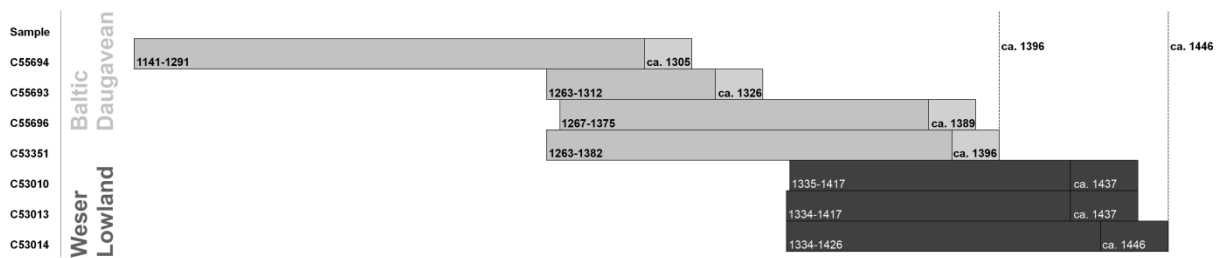 Sample
ca. 1396
ca. 1446
C55694
1141-1291
ca. 1305
C55693
1263-1312
ca. 1326
C55696
1267-1375
ca. 1389
C53351
1263-1382
ca. 1396
Baltic
Daugavean
C53010
1335-1417
ca. 1437
C53013
1334-1417
ca. 1437
C53014
1334-1426
ca. 1446
Weser
Lowland